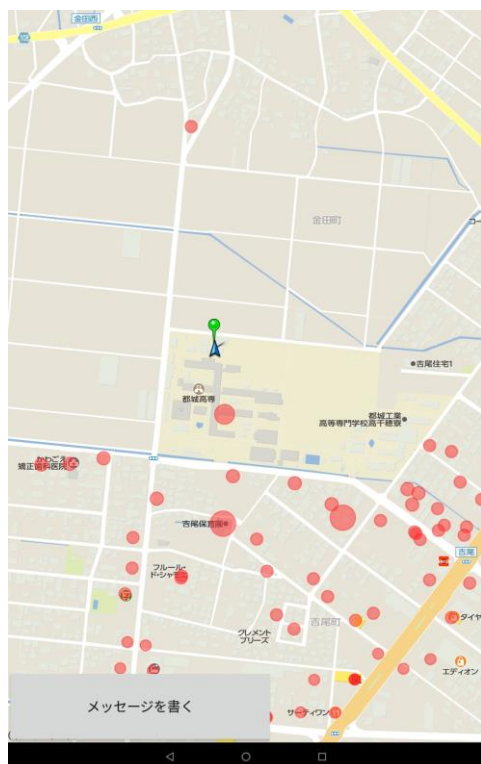 金田西
金田町
コー
吉尾住宅1
都城高専
都城工業
高等専門学校高千穂寮
かわごえ
矯正歯科医院
吉尾保育園
吉尾
フルール・
ド・シャモニ
クレメント
ブリーズ
吉尾町
タイヤ
エディオン
サーティワン
メッセージを書く